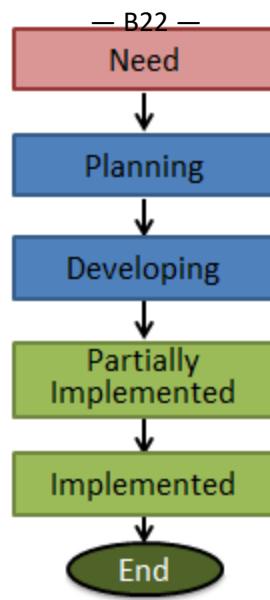 — B22 —
Need
Planning
Developing
Partially
Implemented
Implemented
End